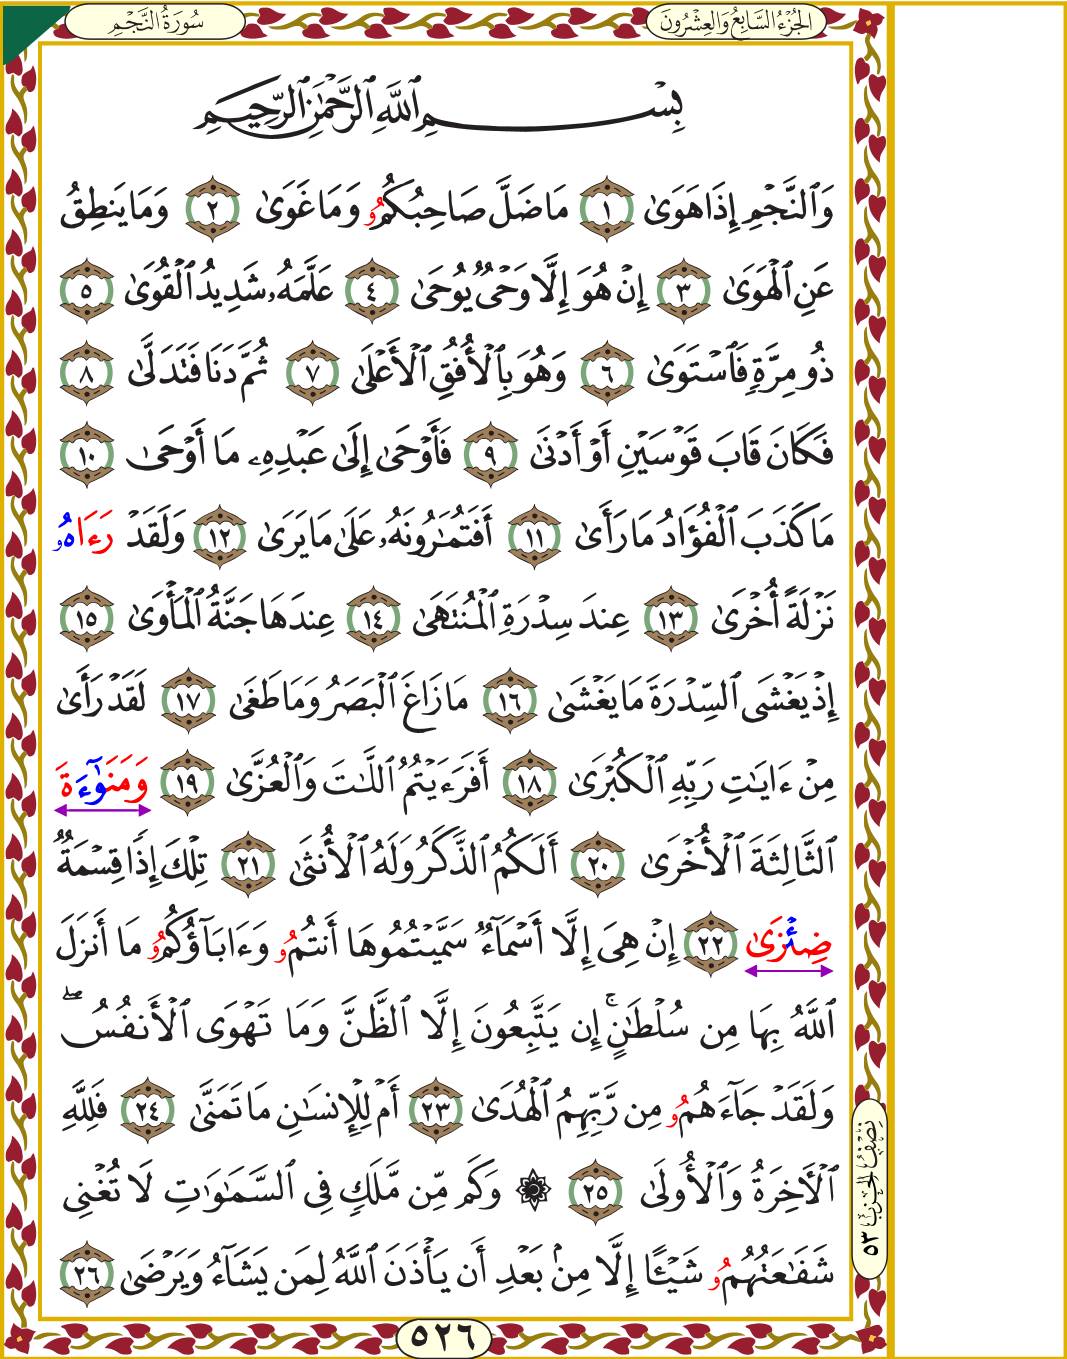 سُورَةُ النَّجْمِ
الجُزْءُ السَّابِعُ وَالعِشْرُونَ
بِسْمِ ٱللَّهِ ٱلرَّحْمَٰنِ ٱلرَّحِيمِ
وَٱلنَّجْمِ إِذَا هَوَىٰ ١ مَا ضَلَّ صَاحِبُكُمُۥ وَمَا غَوَىٰ ٢ وَمَا يَنطِقُ
عَنِ ٱلْهَوَىٰ ٣ إِنْ هُوَ إِلَّا وَحْىٌ يُوحَىٰ ٤ عَلَّمَهُۥ شَدِيدُ ٱلْقُوَىٰ ٥
ذُو مِرَّةٍ فَٱسْتَوَىٰ ٦ وَهُوَ بِٱلْأُفُقِ ٱلْأَعْلَىٰ ٧ ثُمَّ دَنَا فَتَدَلَّىٰ ٨
فَكَانَ قَابَ قَوْسَيْنِ أَوْ أَدْنَىٰ ٩ فَأَوْحَىٰ إِلَىٰ عَبْدِهِۦ مَا أَوْحَىٰ ١٠
مَا كَذَبَ ٱلْفُؤَادُ مَا رَأَىٰ ١١ أَفَتُمَٰرُونَهُۥ عَلَىٰ مَا يَرَىٰ ١٢ وَلَقَدْ رَءَاهُۥ
نَزْلَةً أُخْرَىٰ ١٣ عِندَ سِدْرَةِ ٱلْمُنتَهَىٰ ١٤ عِندَهَا جَنَّةُ ٱلْمَأْوَىٰ ١٥
إِذْ يَغْشَى ٱلسِّدْرَةَ مَا يَغْشَىٰ ١٦ مَا زَاغَ ٱلْبَصَرُ وَمَا طَغَىٰ ١٧ لَقَدْ رَأَىٰ
مِنْ ءَايَٰتِ رَبِّهِ ٱلْكُبْرَىٰ ١٨ أَفَرَءَيْتُمُ ٱللَّٰتَ وَٱلْعُزَّىٰ ١٩ وَمَنَوٰٓءَةَ
ٱلثَّالِثَةَ ٱلْأُخْرَىٰ ٢٠ أَلَكُمُ ٱلذَّكَرُ وَلَهُ ٱلْأُنثَىٰ ٢١ تِلْكَ إِذًا قِسْمَةٌ
ضِئْزَىٰ ٢٢ إِنْ هِىَ إِلَّا أَسْمَآءٌ سَمَّيْتُمُوهَا أَنتُمُۥ وَءَابَآؤُكُمُۥ مَا أَنزَلَ
ٱللَّهُ بِهَا مِن سُلْطَٰنٍ ۚ إِن يَتَّبِعُونَ إِلَّا ٱلظَّنَّ وَمَا تَهْوَى ٱلْأَنفُسُ ۖ
وَلَقَدْ جَآءَهُمُۥ مِن رَّبِّهِمُ ٱلْهُدَىٰ ٢٣ أَمْ لِلْإِنسَٰنِ مَا تَمَنَّىٰ ٢٤ فَلِلَّهِ
ٱلْآخِرَةُ وَٱلْأُولَىٰ ٢٥ ۞ وَكَم مِّن مَّلَكٍ فِى ٱلسَّمَٰوَٰتِ لَا تُغْنِى
شَفَٰعَتُهُمُۥ شَيْـًٔا إِلَّا مِنۢ بَعْدِ أَن يَأْذَنَ ٱللَّهُ لِمَن يَشَآءُ وَيَرْضَىٰ ٢٦
نِصْفُ الْحِزْبِ ٥٣
٥٢٦